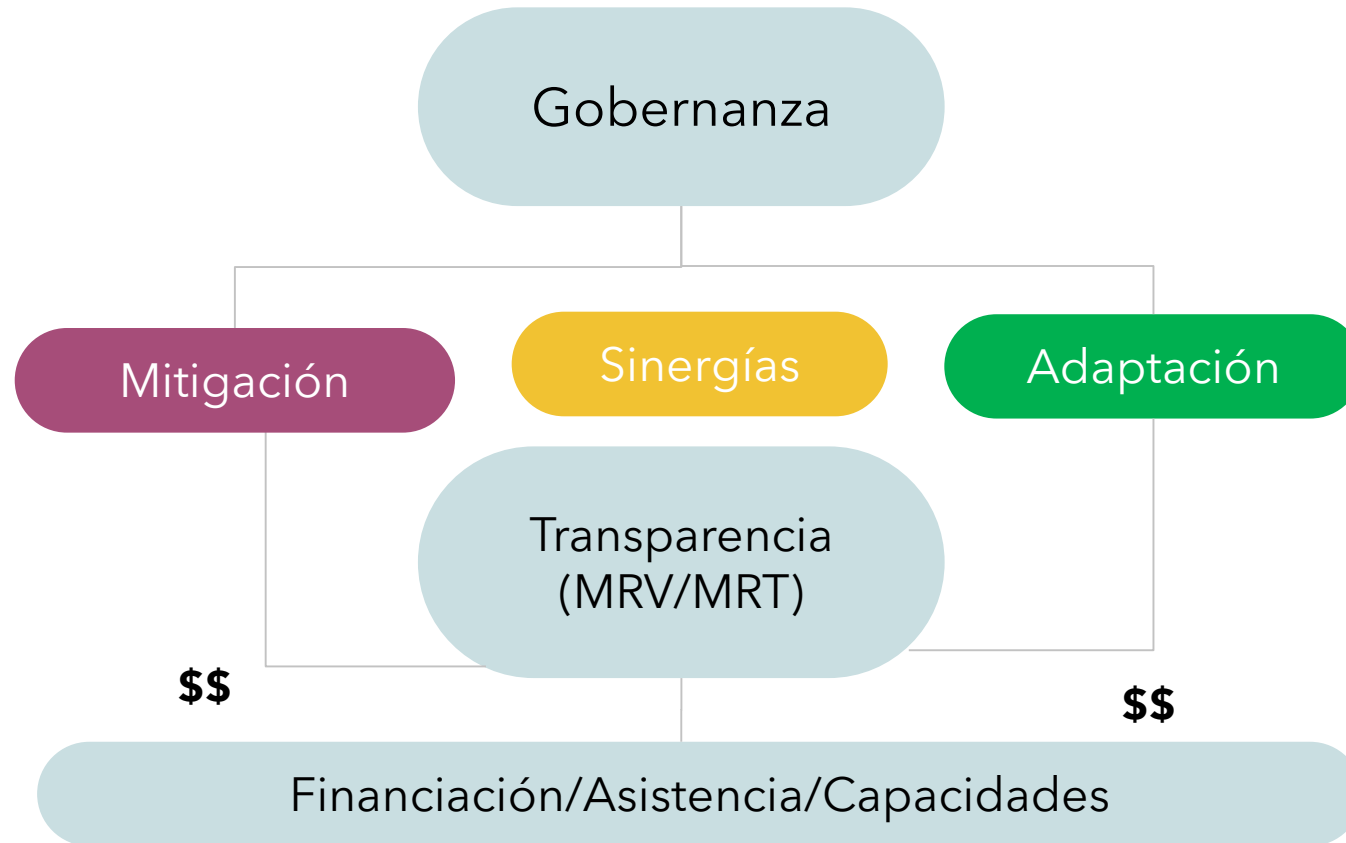 Gobernanza
Mitigación
Sinergías
Adaptación
Transparencia
(MRV/MRT)
$$
$$
Financiación/Asistencia/Capacidades